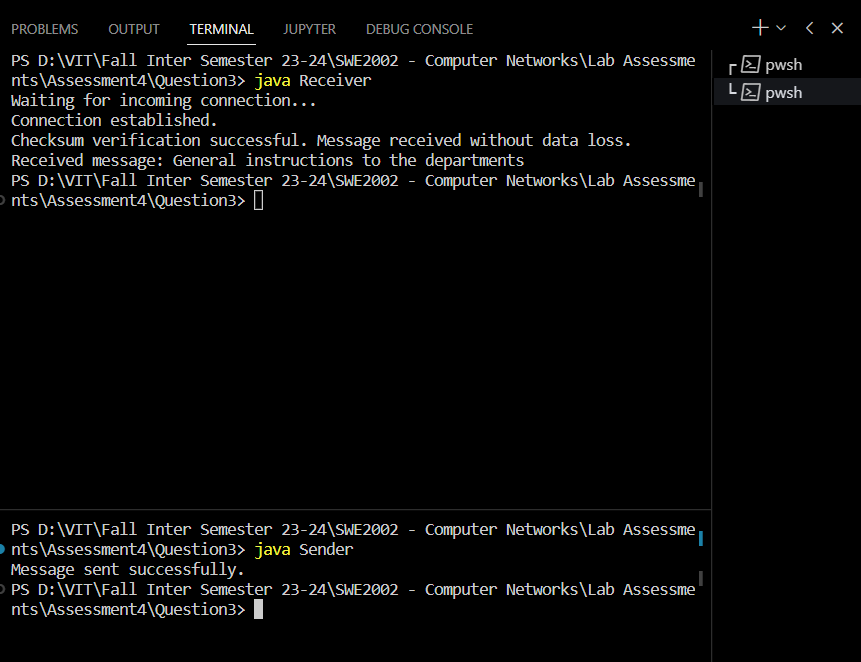 PROBLEMS OUTPUT TERMINAL JUPYTER DEBUG CONSOLE
PS D:\VIT\Fall Inter Semester 23-24\SWE2002 - Computer Networks\Lab Assessme
nts\Assessment4\Question3> java Receiver
Waiting for incoming connection...
Connection established.
Checksum verification successful. Message received without data loss.
Received message: General instructions to the departments
PS D:\VIT\Fall Inter Semester 23-24\SWE2002 - Computer Networks\Lab Assessme
nts\Assessment4\Question3>
PS D:\VIT\Fall Inter Semester 23-24\SWE2002 - Computer Networks\Lab Assessme
nts\Assessment4\Question3> java Sender
Message sent successfully.
PS D:\VIT\Fall Inter Semester 23-24\SWE2002 - Computer Networks\Lab Assessme
nts\Assessment4\Question3>
pwsh
pwsh